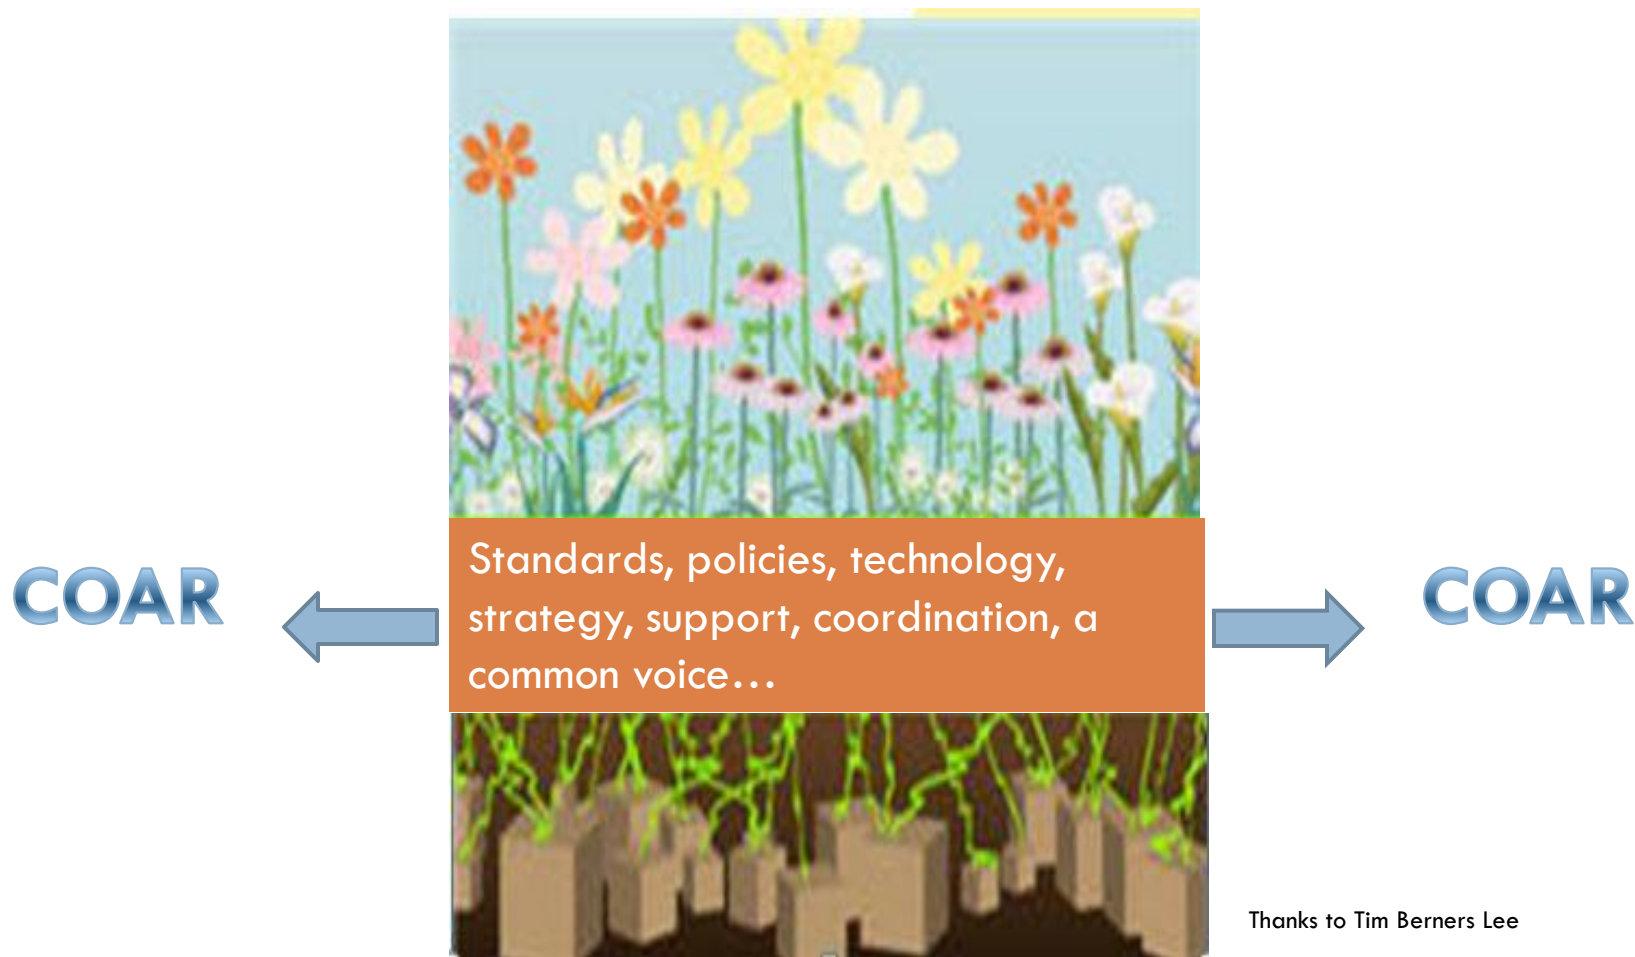 Standards, policies, technology,
strategy, support, coordination, a
common voice…
COAR
COAR
Thanks to Tim Berners Lee